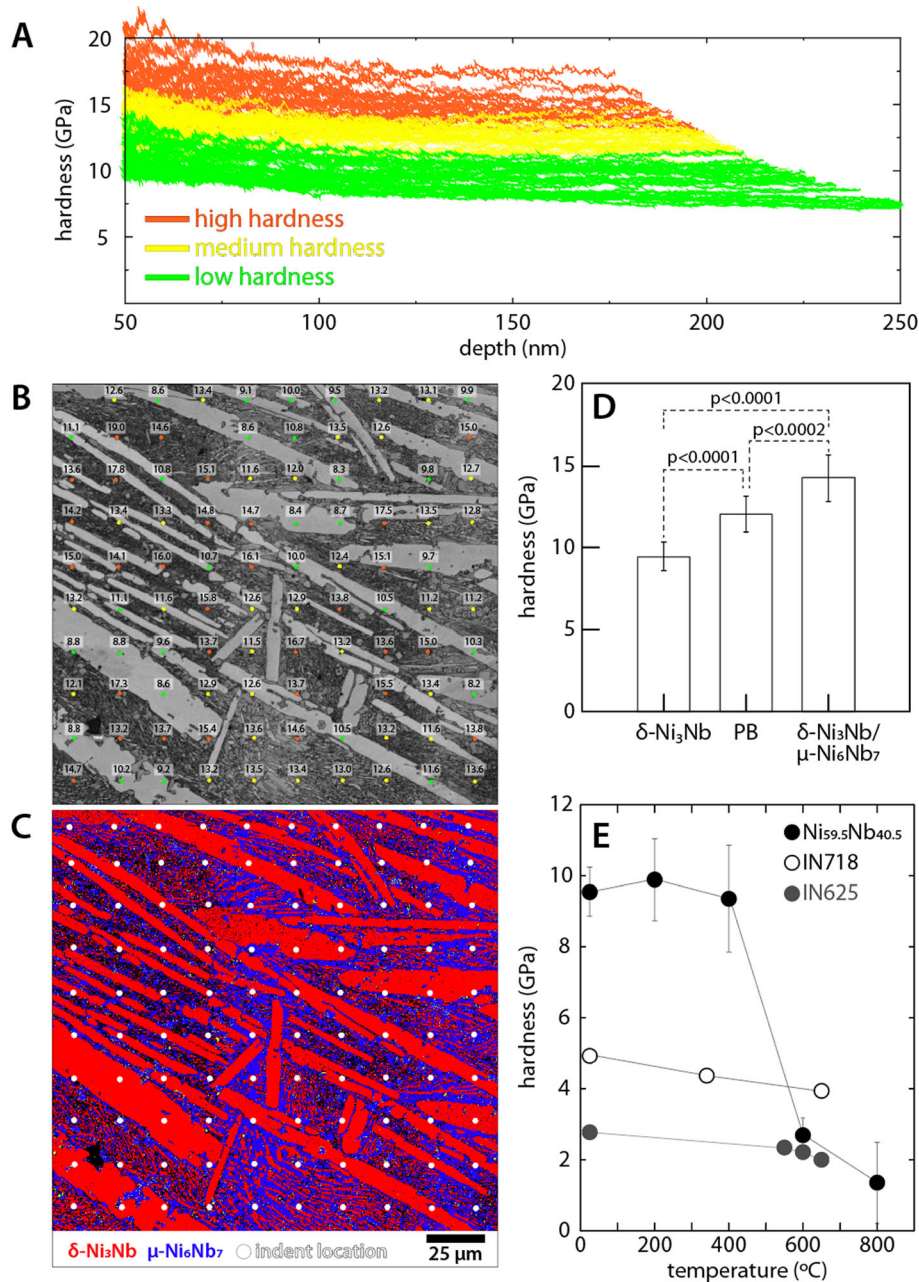 A
20
15
10
5
hardness (GPa)
high hardness
medium hardness
low hardness
50 100 150 200 250
depth (nm)
B
12.6 8.6 13.4 9.1 10.0 9.5 13.2 13.1 9.9
11.1 19.0 14.6 8.6 10.8 13.5 12.6 15.0
13.6 17.8 10.8 15.1 11.6 12.0 8.3 9.8 12.7
14.2 13.4 13.3 14.8 14.7 8.4 8.7 17.5 13.5 12.8
15.0 14.1 16.0 10.7 16.1 10.0 12.4 15.1 9.7
13.2 11.1 11.6 15.8 12.6 12.9 13.8 10.5 11.2 11.2
8.8 8.8 9.6 13.7 11.5 16.7 13.2 13.6 15.0 10.3
12.1 17.3 8.6 12.9 12.6 13.7 15.5 13.4 8.2
8.8 13.2 13.7 15.4 13.6 14.6 10.5 13.2 11.6 13.8
14.7 10.2 9.2 13.2 13.5 13.4 13.0 12.6 11.6 13.6
C
δ-Ni₃Nb μ-Ni₆Nb₇ indent location
25 μm
D
20
15
10
5
0
hardness (GPa)
p<0.0001
p<0.0002
p<0.0001
δ-Ni₃Nb PB δ-Ni₃Nb/
μ-Ni₆Nb₇
E
12
10
8
6
4
2
0
hardness (GPa)
Ni₅₉.₅Nb₄₀.₅
IN718
IN625
0 200 400 600 800
temperature (ºC)